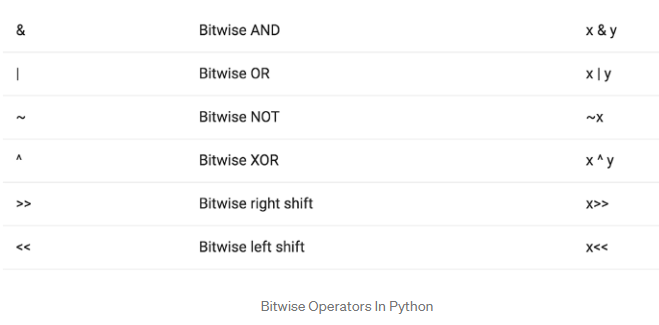 & Bitwise AND x & y
| Bitwise OR x | y
~ Bitwise NOT ~x
^ Bitwise XOR x ^ y
>> Bitwise right shift x>>
<< Bitwise left shift x<<
Bitwise Operators In Python